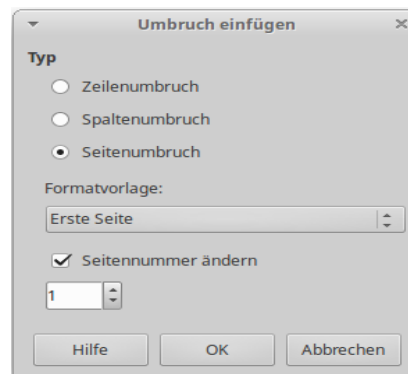 Umbruch einfügen
Typ
Zeilenumbruch
Spaltenumbruch
Seitenumbruch
Formatvorlage:
Erste Seite
Seitennummer ändern
1
Hilfe OK Abbrechen